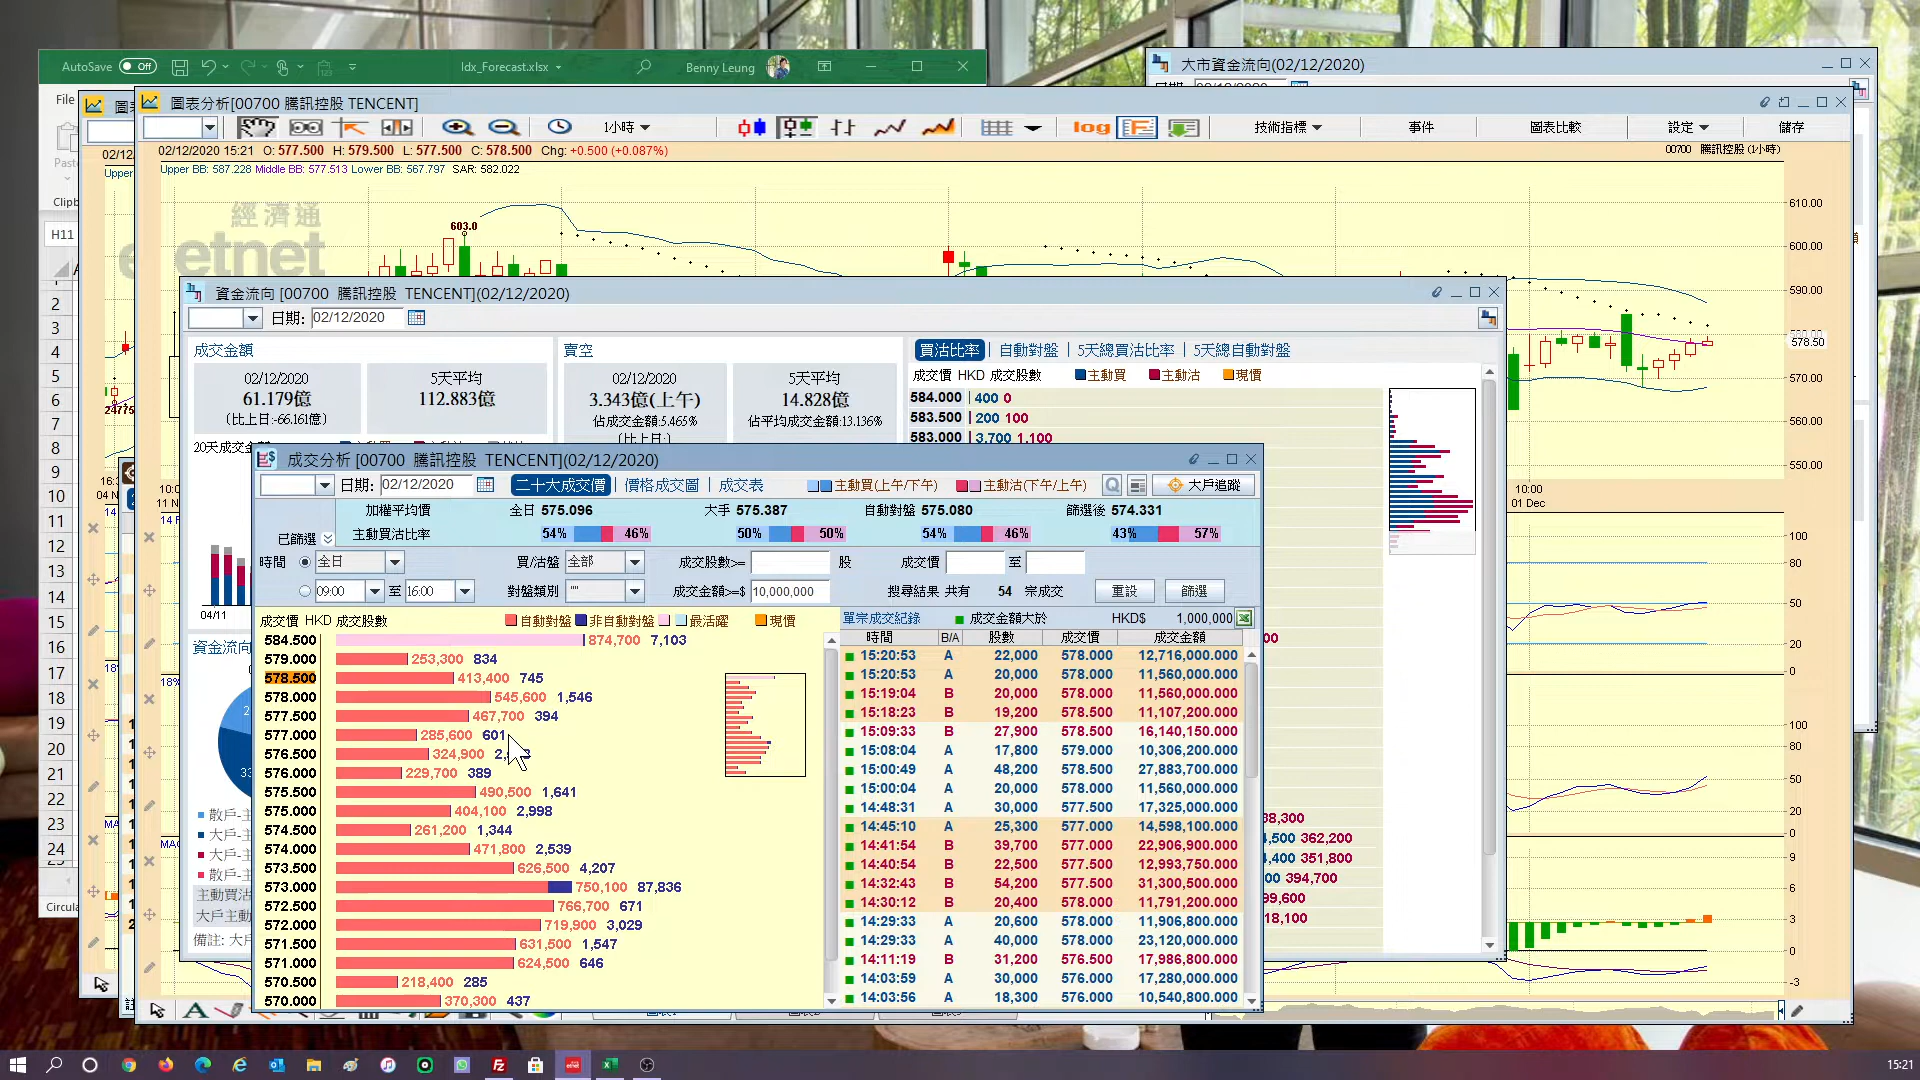 AutoSave Off
Idx_Forecast.xlsx
Benny Leung
大市資金流向(02/12/2020)
File
圖表分析[00700 騰訊控股 TENCENT]
1小時
log
技術指標
事件
圖表比較
設定
儲存
Paste
02/12/2020 15:21 O: 577.500 H: 579.500 L: 577.500 C: 578.500 Chg: +0.500 (+0.087%)
00700 騰訊控股 (1小時)
Upper BB: 587.228 Middle BB: 577.513 Lower BB: 567.797 SAR: 582.022
Upper
Clipb
經濟通
etnet
603.0
H11
610.00
600.00
590.00
578.50
570.00
560.00
550.00
10:00
01 Dec
資金流向 [00700 騰訊控股 TENCENT](02/12/2020)
日期: 02/12/2020
成交金額
02/12/2020
61.179億
(比上日:-66.161億)
5天平均
112.883億
賣空
02/12/2020
3.343億(上午)
佔成交金額:5.465%
(比上日:)
5天平均
14.828億
佔平均成交金額:13.136%
買沽比率 自動對盤 5天總買沽比率 5天總自動對盤
成交價 HKD 成交股數 主動買 主動沽 現價
584.000 400 0
583.500 200 100
583.000 3,700 1,100
成交分析 [00700 騰訊控股 TENCENT](02/12/2020)
日期: 02/12/2020 二十大成交價 價格成交圖 成交表 主動買(上午/下午) 主動沽(下午/上午) 大戶追蹤
加權平均價 全日 575.096 大手 575.387 自動對盤 575.080 篩選後 574.331
已篩選 主動買沽比率 54% 46% 50% 50% 54% 46% 43% 57%
時間 全日 買/沽盤 全部 成交股數>= 股 成交價 至
09:00 至 16:00 對盤類別 "" 成交金額>=$ 10,000,000 搜尋結果 共有 54 宗成交 重設 篩選
成交價 HKD 成交股數 自動對盤 非自動對盤 最活躍 現價
584.500 874,700 7,103
579.000 253,300 834
578.500 413,400 745
578.000 545,600 1,546
577.500 467,700 394
577.000 285,600 601
576.500 324,900
576.000 229,700 389
575.500 490,500 1,641
575.000 404,100 2,998
574.500 261,200 1,344
574.000 471,800 2,539
573.500 626,500 4,207
573.000 750,100 87,836
572.500 766,700 671
572.000 719,900 3,029
571.500 631,500 1,547
571.000 624,500 646
570.500 218,400 285
570.000 370,300 437
單宗成交紀錄 成交金額大於 HKD$ 1,000,000
時間 B/A 股數 成交價 成交金額
15:20:53 A 22,000 578.000 12,716,000.000
15:20:53 A 20,000 578.000 11,560,000.000
15:19:04 B 20,000 578.000 11,560,000.000
15:18:23 B 19,200 578.500 11,107,200.000
15:09:33 B 27,900 578.500 16,140,150.000
15:08:04 A 17,800 579.000 10,306,200.000
15:00:49 A 48,200 578.500 27,883,700.000
15:00:04 A 20,000 578.000 11,560,000.000
14:48:31 A 30,000 577.500 17,325,000.000
14:45:10 A 25,300 577.000 14,598,100.000
14:41:54 B 39,700 577.000 22,906,900.000
14:40:54 B 22,500 577.500 12,993,750.000
14:32:43 B 54,200 577.500 31,300,500.000
14:30:12 B 20,400 578.000 11,791,200.000
14:29:33 A 20,600 578.000 11,906,800.000
14:29:33 A 40,000 578.000 23,120,000.000
14:11:19 B 31,200 576.500 17,986,800.000
14:03:59 A 30,000 576.000 17,280,000.000
14:03:56 A 18,300 576.000 10,540,800.000
362,200
351,800
394,700
04/11
資金流向
備註: 大戶
Circula
15:21